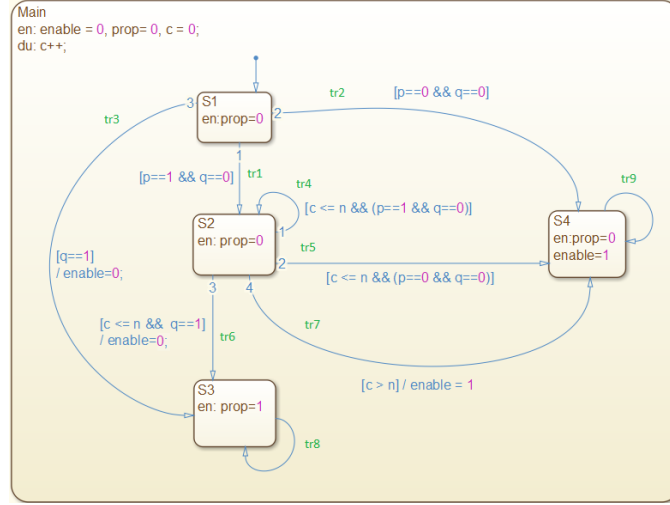 Main
en: enable = 0, prop= 0, c = 0;
du: c++;
S1
en:prop=0
3
2
1
tr3
tr2
[p==0 && q==0]
[p==1 && q==0]
tr1
tr4
[c <= n && (p==1 && q==0)]
tr9
S2
en: prop=0
1
2
3
4
tr5
[c <= n && (p==0 && q==0)]
S4
en:prop=0
enable=1
[q==1]
/ enable=0;
[c <= n && q==1]
/ enable=0;
tr6
tr7
[c > n] / enable = 1
S3
en: prop=1
tr8